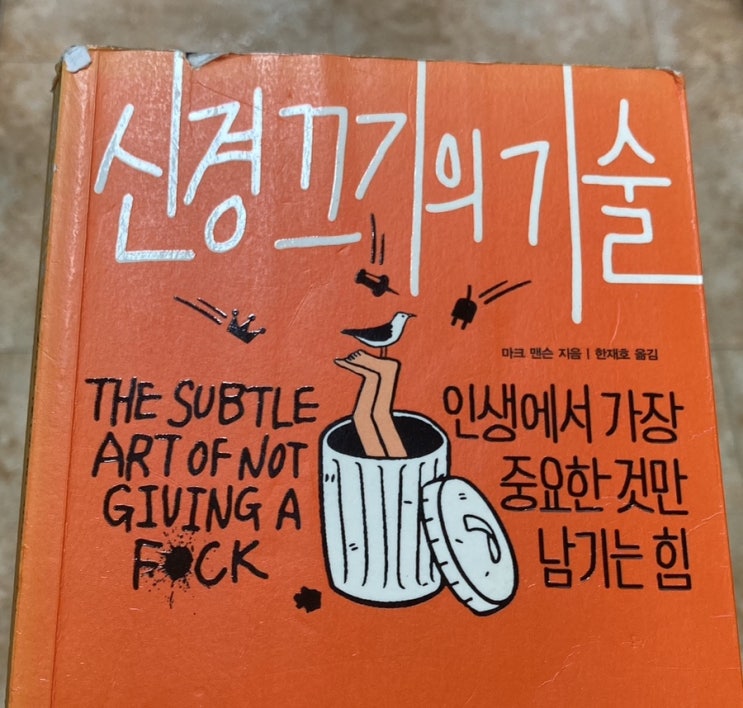 신경 끄기의 기술
마크 맨슨 지음 | 한재호 옮김
THE SUBTLE
ART OF NOT
GIVING A
F CK
인생에서 가장
중요한 것만
남기는 힘